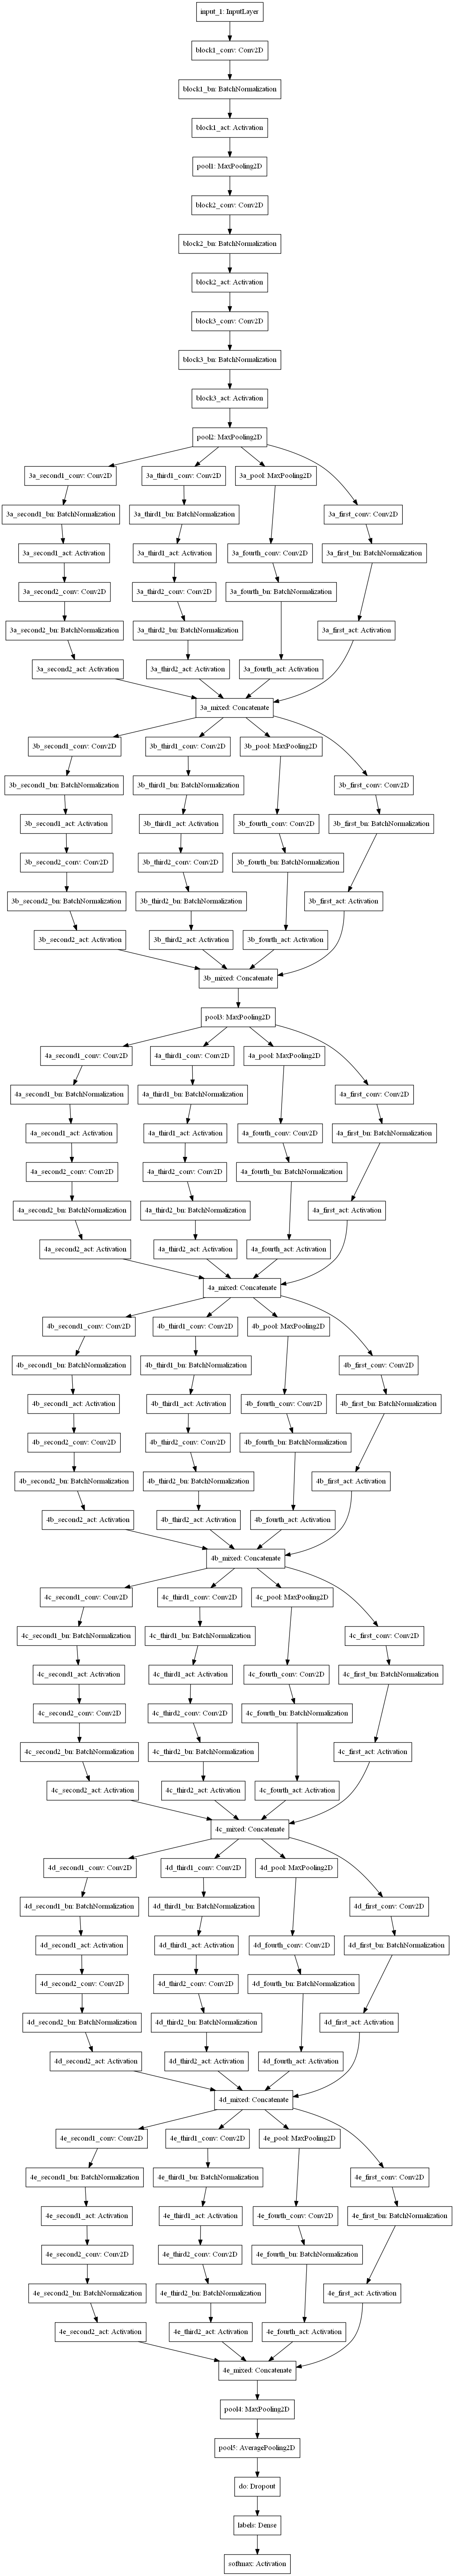 input_1: InputLayer
block1_conv: Conv2D
block1_bn: BatchNormalization
block1_act: Activation
pool1: MaxPooling2D
block2_conv: Conv2D
block2_bn: BatchNormalization
block2_act: Activation
block3_conv: Conv2D
block3_bn: BatchNormalization
block3_act: Activation
pool2: MaxPooling2D
3a_second1_conv: Conv2D
3a_third1_conv: Conv2D
3a_pool: MaxPooling2D
3a_second1_bn: BatchNormalization
3a_third1_bn: BatchNormalization
3a_first_conv: Conv2D
3a_second1_act: Activation
3a_third1_act: Activation
3a_fourth_conv: Conv2D
3a_first_bn: BatchNormalization
3a_second2_conv: Conv2D
3a_third2_conv: Conv2D
3a_fourth_bn: BatchNormalization
3a_second2_bn: BatchNormalization
3a_third2_bn: BatchNormalization
3a_first_act: Activation
3a_second2_act: Activation
3a_third2_act: Activation
3a_fourth_act: Activation
3a_mixed: Concatenate
3b_second1_conv: Conv2D
3b_third1_conv: Conv2D
3b_pool: MaxPooling2D
3b_second1_bn: BatchNormalization
3b_third1_bn: BatchNormalization
3b_first_conv: Conv2D
3b_second1_act: Activation
3b_third1_act: Activation
3b_fourth_conv: Conv2D
3b_first_bn: BatchNormalization
3b_second2_conv: Conv2D
3b_third2_conv: Conv2D
3b_fourth_bn: BatchNormalization
3b_second2_bn: BatchNormalization
3b_third2_bn: BatchNormalization
3b_first_act: Activation
3b_second2_act: Activation
3b_third2_act: Activation
3b_fourth_act: Activation
3b_mixed: Concatenate
pool3: MaxPooling2D
4a_second1_conv: Conv2D
4a_third1_conv: Conv2D
4a_pool: MaxPooling2D
4a_second1_bn: BatchNormalization
4a_third1_bn: BatchNormalization
4a_first_conv: Conv2D
4a_second1_act: Activation
4a_third1_act: Activation
4a_fourth_conv: Conv2D
4a_first_bn: BatchNormalization
4a_second2_conv: Conv2D
4a_third2_conv: Conv2D
4a_fourth_bn: BatchNormalization
4a_second2_bn: BatchNormalization
4a_third2_bn: BatchNormalization
4a_first_act: Activation
4a_second2_act: Activation
4a_third2_act: Activation
4a_fourth_act: Activation
4a_mixed: Concatenate
4b_second1_conv: Conv2D
4b_third1_conv: Conv2D
4b_pool: MaxPooling2D
4b_second1_bn: BatchNormalization
4b_third1_bn: BatchNormalization
4b_first_conv: Conv2D
4b_second1_act: Activation
4b_third1_act: Activation
4b_fourth_conv: Conv2D
4b_first_bn: BatchNormalization
4b_second2_conv: Conv2D
4b_third2_conv: Conv2D
4b_fourth_bn: BatchNormalization
4b_second2_bn: BatchNormalization
4b_third2_bn: BatchNormalization
4b_first_act: Activation
4b_second2_act: Activation
4b_third2_act: Activation
4b_fourth_act: Activation
4b_mixed: Concatenate
4c_second1_conv: Conv2D
4c_third1_conv: Conv2D
4c_pool: MaxPooling2D
4c_second1_bn: BatchNormalization
4c_third1_bn: BatchNormalization
4c_first_conv: Conv2D
4c_second1_act: Activation
4c_third1_act: Activation
4c_fourth_conv: Conv2D
4c_first_bn: BatchNormalization
4c_second2_conv: Conv2D
4c_third2_conv: Conv2D
4c_fourth_bn: BatchNormalization
4c_second2_bn: BatchNormalization
4c_third2_bn: BatchNormalization
4c_first_act: Activation
4c_second2_act: Activation
4c_third2_act: Activation
4c_fourth_act: Activation
4c_mixed: Concatenate
4d_second1_conv: Conv2D
4d_third1_conv: Conv2D
4d_pool: MaxPooling2D
4d_second1_bn: BatchNormalization
4d_third1_bn: BatchNormalization
4d_first_conv: Conv2D
4d_second1_act: Activation
4d_third1_act: Activation
4d_fourth_conv: Conv2D
4d_first_bn: BatchNormalization
4d_second2_conv: Conv2D
4d_third2_conv: Conv2D
4d_fourth_bn: BatchNormalization
4d_second2_bn: BatchNormalization
4d_third2_bn: BatchNormalization
4d_first_act: Activation
4d_second2_act: Activation
4d_third2_act: Activation
4d_fourth_act: Activation
4d_mixed: Concatenate
4e_second1_conv: Conv2D
4e_third1_conv: Conv2D
4e_pool: MaxPooling2D
4e_second1_bn: BatchNormalization
4e_third1_bn: BatchNormalization
4e_first_conv: Conv2D
4e_second1_act: Activation
4e_third1_act: Activation
4e_fourth_conv: Conv2D
4e_first_bn: BatchNormalization
4e_second2_conv: Conv2D
4e_third2_conv: Conv2D
4e_fourth_bn: BatchNormalization
4e_second2_bn: BatchNormalization
4e_third2_bn: BatchNormalization
4e_first_act: Activation
4e_second2_act: Activation
4e_third2_act: Activation
4e_fourth_act: Activation
4e_mixed: Concatenate
pool4: MaxPooling2D
pool5: AveragePooling2D
do: Dropout
labels: Dense
softmax: Activation